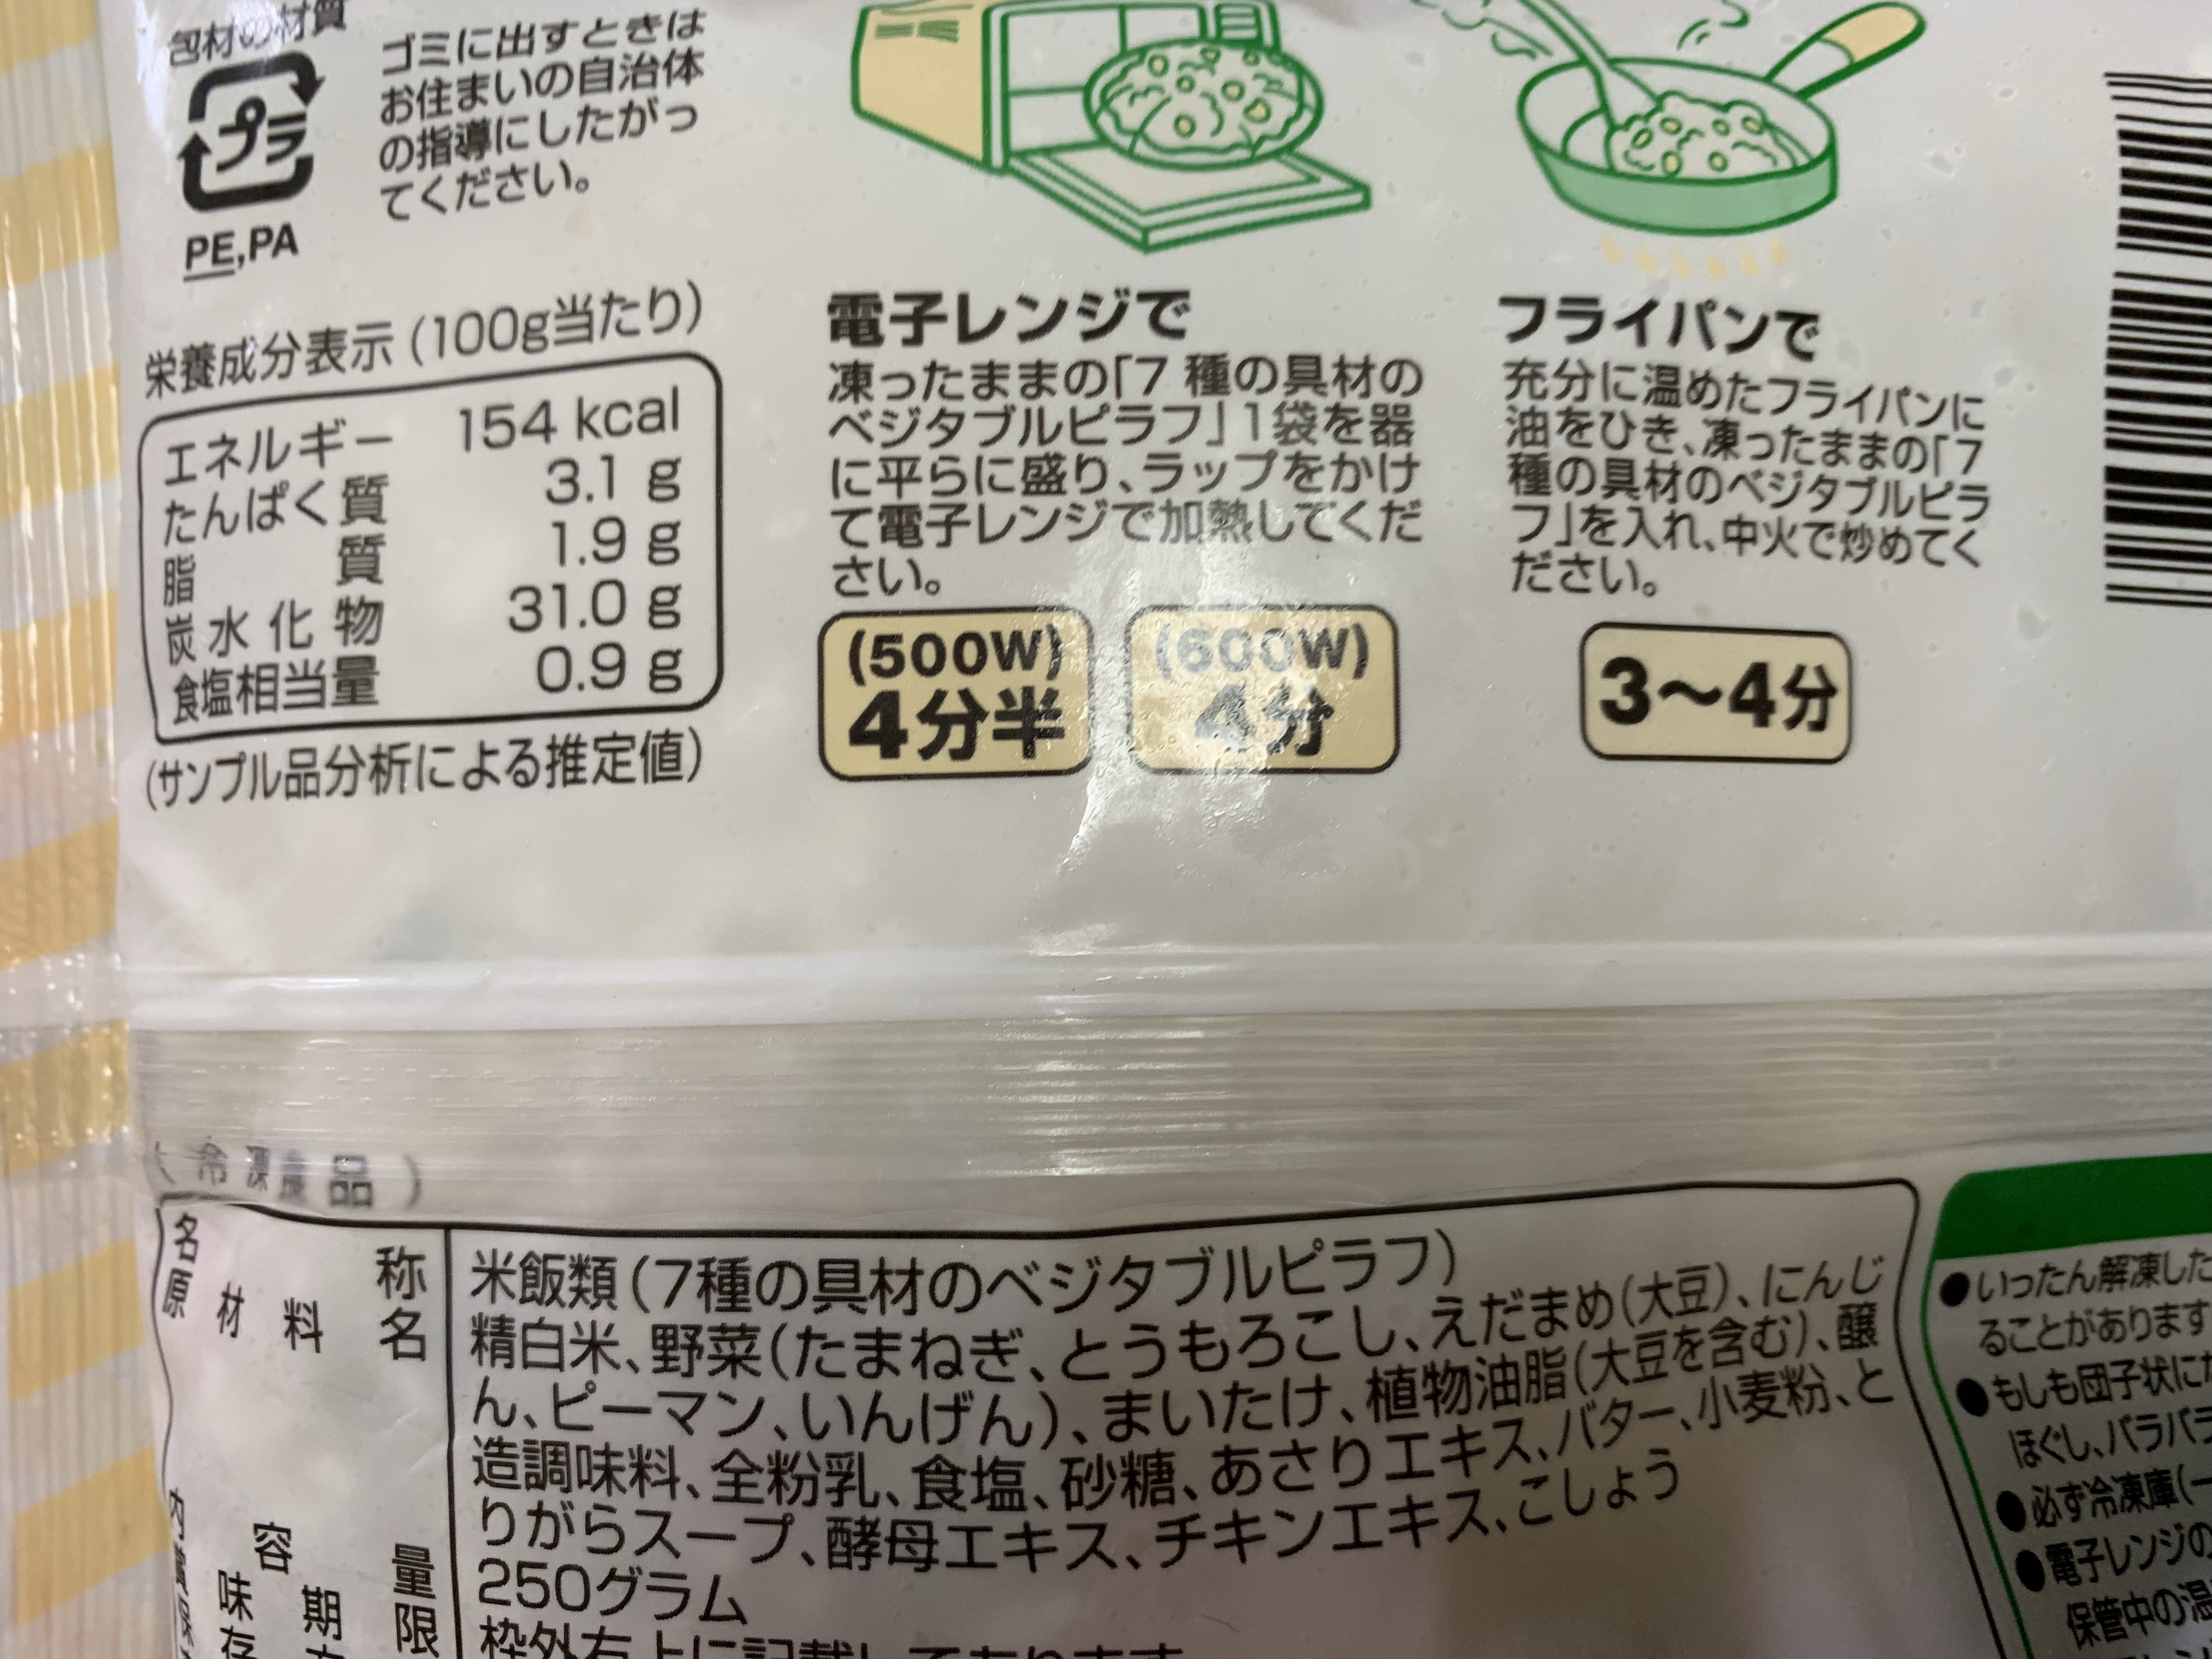 包材の材質
プラ
PE,PA
ゴミに出すときは
お住まいの自治体
の指導にしたがっ
てください。
栄養成分表示(100g当たり)
エネルギー 154 kcal
たんぱく質 3.1 g
脂質 1.9 g
炭水化物 31.0 g
食塩相当量 0.9 g
(サンプル品分析による推定値)
電子レンジで
凍ったままの「7 種の具材の
ベジタブルピラフ」1袋を器
に平らに盛り、ラップをかけ
て電子レンジで加熱してくだ
さい。
(500W)
4分半
(600W)
4分
フライパンで
充分に温めたフライパンに
油をひき、凍ったままの「7
種の具材のベジタブルピラ
フ」を入れ、中火で炒めてく
ださい。
3〜4分
名称 米飯類(7種の具材のベジタブルピラフ)
原材料名 精白米、野菜(たまねぎ、とうもろこし、えだまめ(大豆)、にんじ
ん、ピーマン、いんげん)、まいたけ、植物油脂(大豆を含む)、醸
造調味料、全粉乳、食塩、砂糖、あさりエキス、バター、小麦粉、と
りがらスープ、酵母エキス、チキンエキス、こしょう
内容量 250グラム
味期限 枠外右上に記載してあります
●いったん解凍した
ることがあります
●もしも団子状に
ほぐし、パラパラ
●必ず冷凍庫(一
●電子レンジの
保管中の温